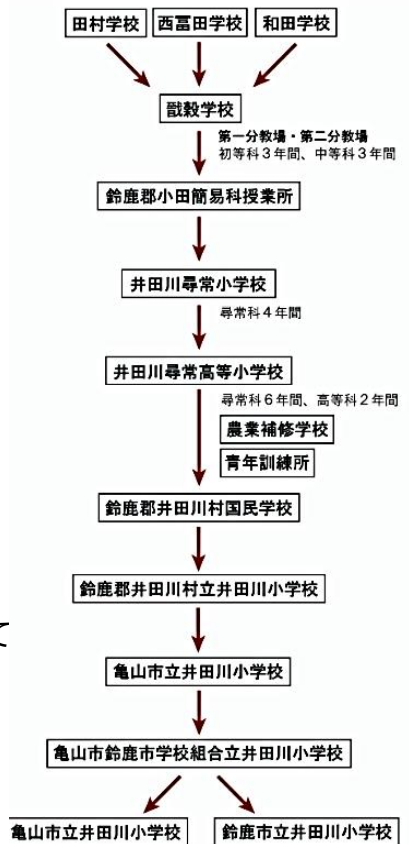 田村学校 西冨田学校 和田学校
戩穀学校
第一分教場・第二分教場
初等科３年間、中等科３年間
鈴鹿郡小田簡易科授業所
井田川尋常小学校
尋常科４年間
井田川尋常高等小学校
尋常科６年間、高等科２年間
農業補修学校
青年訓練所
鈴鹿郡井田川村国民学校
鈴鹿郡井田川村立井田川小学校
て
亀山市立井田川小学校
亀山市鈴鹿市学校組合立井田川小学校
亀山市立井田川小学校 鈴鹿市立井田川小学校